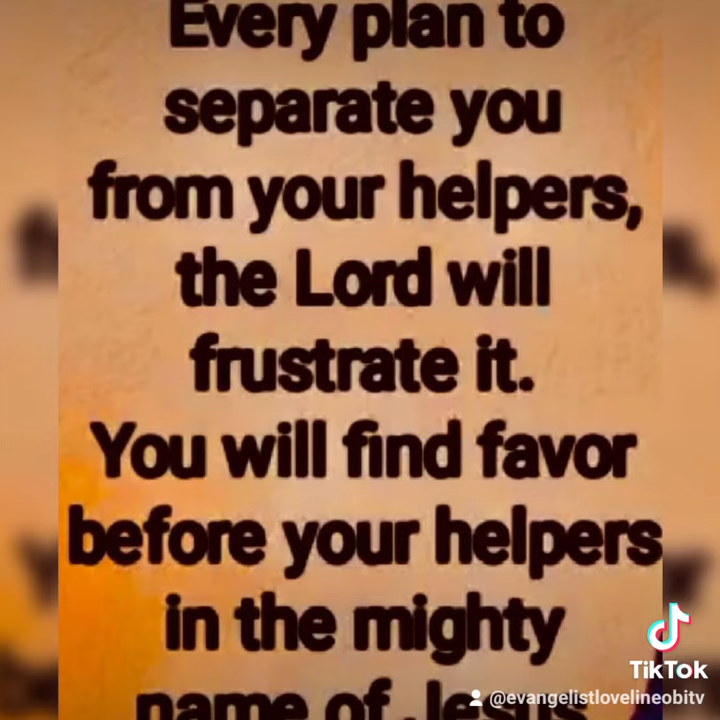 Every plan to
separate you
from your helpers,
the Lord will
frustrate it.
You will find favor
before your helpers
in the mighty
name of Jesus
TikTok
@evangelistlovelineobitv